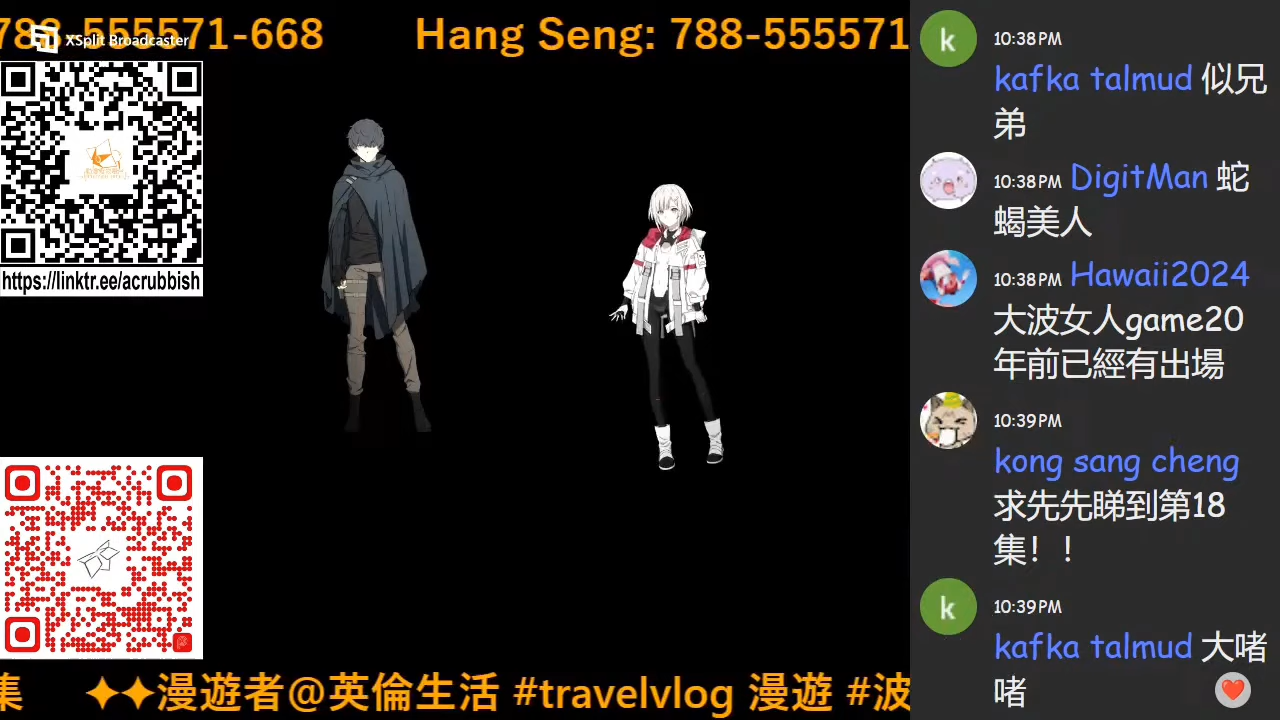 788-555571-668 Hang Seng: 788-555571
XSplit Broadcaster
https://linktr.ee/acrubbish
集 ✦✦漫遊者@英倫生活 #travelvlog 漫遊 #波
10:38 PM
kafka talmud 似兄
弟
10:38 PM DigitMan 蛇
蝎美人
10:38 PM Hawaii2024
大波女人game20
年前已經有出場
10:39 PM
kong sang cheng
求先先睇到第18
集！！
k
10:39 PM
kafka talmud 大啫
啫